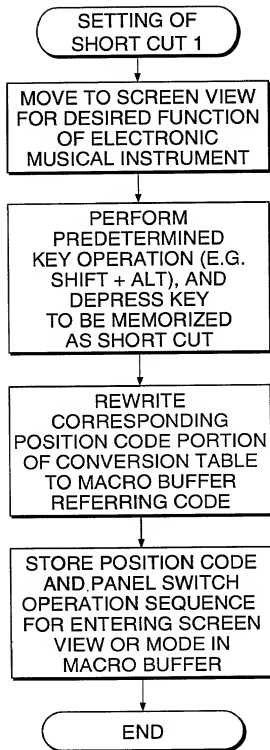 SETTING OF
SHORT CUT 1
MOVE TO SCREEN VIEW
FOR DESIRED FUNCTION
OF ELECTRONIC
MUSICAL INSTRUMENT
PERFORM
PREDETERMINED
KEY OPERATION (E.G.
SHIFT + ALT), AND
DEPRESS KEY
TO BE MEMORIZED
AS SHORT CUT
REWRITE
CORRESPONDING
POSITION CODE PORTION
OF CONVERSION TABLE
TO MACRO BUFFER
REFERRING CODE
STORE POSITION CODE
AND PANEL SWITCH
OPERATION SEQUENCE
FOR ENTERING SCREEN
VIEW OR MODE IN
MACRO BUFFER
END